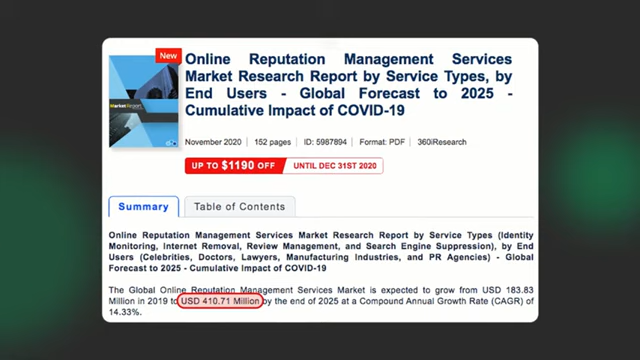 New
Online Reputation Management Services
Market Research Report by Service Types, by
End Users - Global Forecast to 2025 -
Cumulative Impact of COVID-19
MarketReport
November 2020 | 152 pages | ID: 5987894 | Format: PDF | 360iResearch
UP TO $1190 OFF UNTIL DEC 31ST 2020
Summary Table of Contents
Online Reputation Management Services Market Research Report by Service Types (Identity
Monitoring, Internet Removal, Review Management, and Search Engine Suppression), by End
Users (Celebrities, Doctors, Lawyers, Manufacturing Industries, and PR Agencies) - Global
Forecast to 2025 - Cumulative Impact of COVID-19
The Global Online Reputation Management Services Market is expected to grow from USD 183.83
Million in 2019 to USD 410.71 Million by the end of 2025 at a Compound Annual Growth Rate (CAGR) of
14.33%.